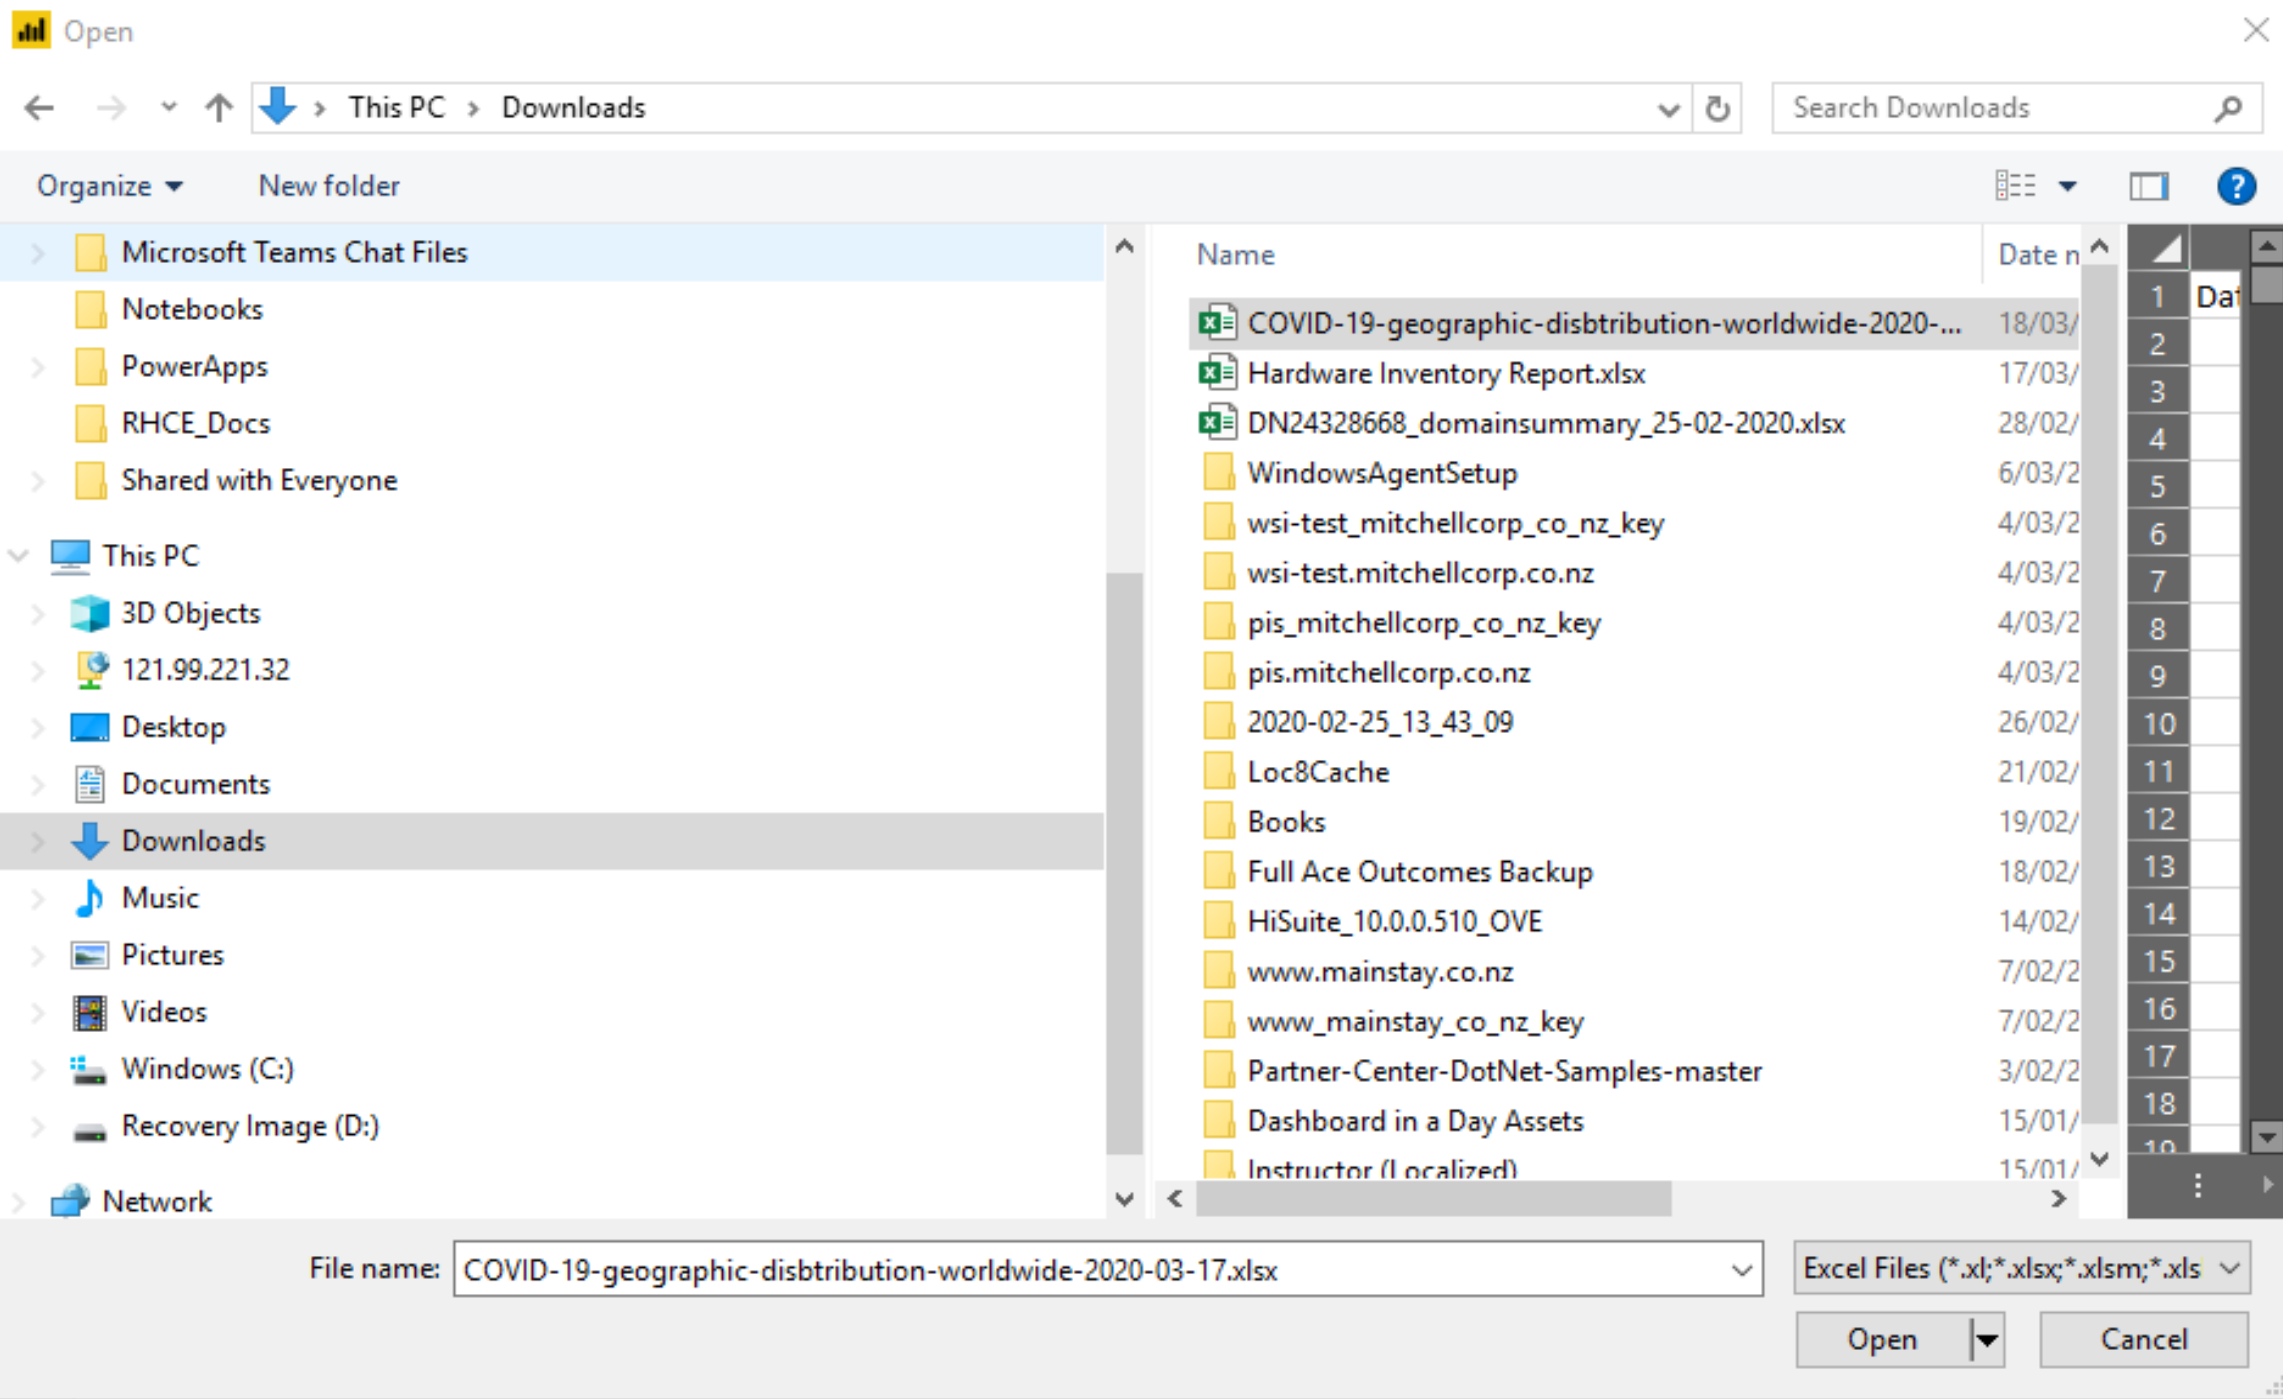 Open
This PC > Downloads
Search Downloads
Organize
New folder
Microsoft Teams Chat Files
Notebooks
PowerApps
RHCE_Docs
Shared with Everyone
This PC
3D Objects
121.99.221.32
Desktop
Documents
Downloads
Music
Pictures
Videos
Windows (C:)
Recovery Image (D:)
Network
Name Date n
COVID-19-geographic-disbtribution-worldwide-2020-... 18/03/
Hardware Inventory Report.xlsx 17/03/
DN24328668_domainsummary_25-02-2020.xlsx 28/02/
WindowsAgentSetup 6/03/2
wsi-test_mitchellcorp_co_nz_key 4/03/2
wsi-test.mitchellcorp.co.nz 4/03/2
pis_mitchellcorp_co_nz_key 4/03/2
pis.mitchellcorp.co.nz 4/03/2
2020-02-25_13_43_09 26/02/
Loc8Cache 21/02/
Books 19/02/
Full Ace Outcomes Backup 18/02/
HiSuite_10.0.0.510_OVE 14/02/
www.mainstay.co.nz 7/02/2
www_mainstay_co_nz_key 7/02/2
Partner-Center-DotNet-Samples-master 3/02/2
Dashboard in a Day Assets 15/01/
Instructor (Localized) 15/01/
1 Dat
2
3
4
5
6
7
8
9
10
11
12
13
14
15
16
17
18
19
File name: COVID-19-geographic-disbtribution-worldwide-2020-03-17.xlsx
Excel Files (*.xl;*.xlsx;*.xlsm;*.xls
Open
Cancel